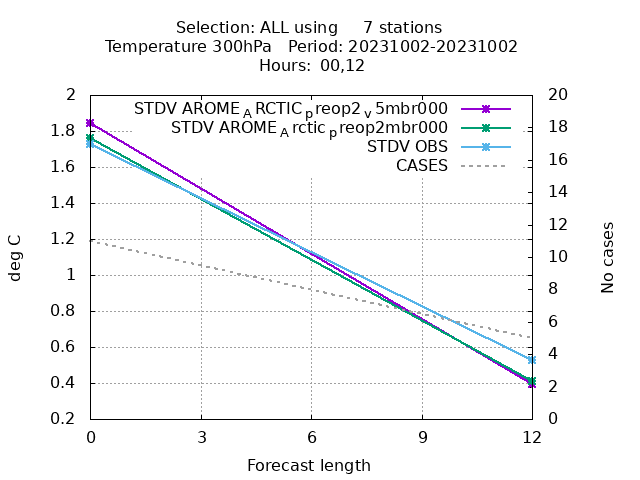 Selection: ALL using     7 stations
Temperature 300hPa   Period: 20231002-20231002
Hours:  00,12
2
1.8
1.6
1.4
1.2
1
0.8
0.6
0.4
0.2
deg C
STDV AROME_ARCTIC_preop2_v5mbr000
STDV AROME_Arctic_preop2mbr000
STDV OBS
CASES
20
18
16
14
12
10
8
6
4
2
0
No cases
0 3 6 9 12
Forecast length